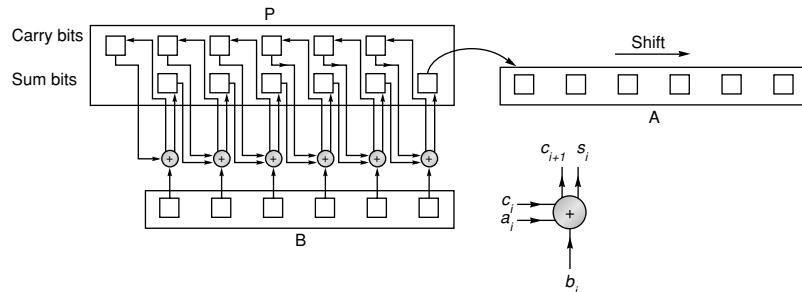 P
Carry bits
Sum bits
Shift
A
+ + + + + +
B
c_{i+1} s_i
c_i
a_i
+
b_i